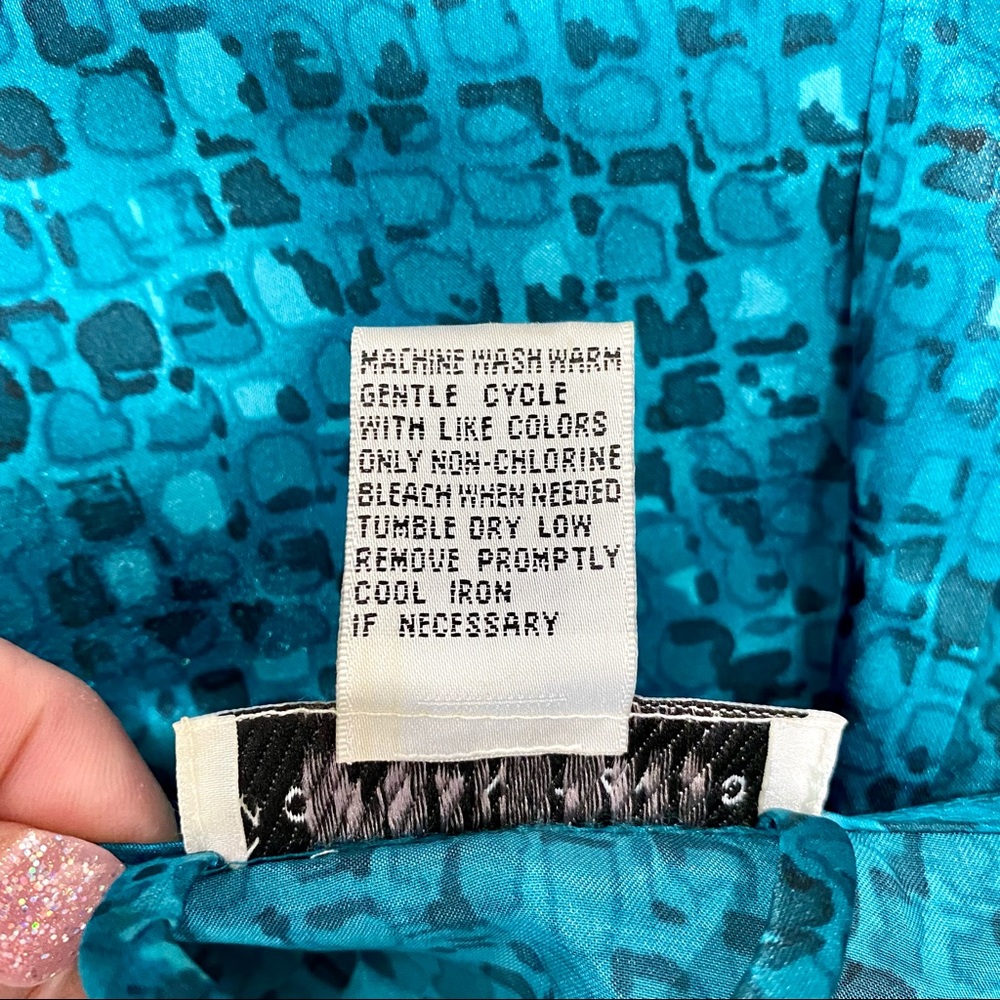 MACHINE WASH WARM
GENTLE CYCLE
WITH LIKE COLORS
ONLY NON-CHLORINE
BLEACH WHEN NEEDED
TUMBLE DRY LOW
REMOVE PROMPTLY
COOL IRON
IF NECESSARY